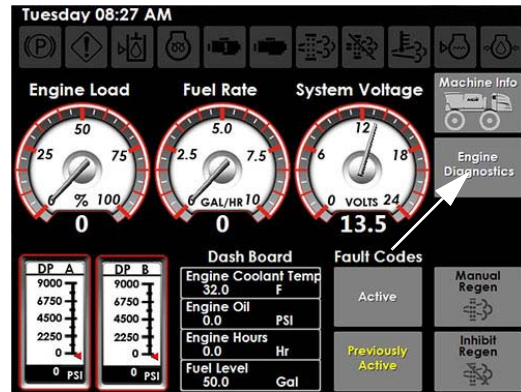 Tuesday 08:27 AM
Engine Load
Fuel Rate
System Voltage
Machine Info
25
50
75
0
%
100
0
2.5
5.0
7.5
0
GAL/HR
10
0
6
12
18
0
VOLTS
24
13.5
Engine
Diagnostics
DP A
9000
6750
4500
2250
0
0 PSI
DP B
9000
6750
4500
2250
0
0 PSI
Dash Board
Engine Coolant Temp
32.0 F
Engine Oil
0.0 PSI
Engine Hours
0.0 Hr
Fuel Level
50.0 Gal
Fault Codes
Active
Previously
Active
Manual
Regen
Inhibit
Regen